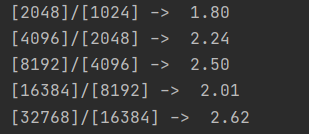 [2048]/[1024] -> 1.80
[4096]/[2048] -> 2.24
[8192]/[4096] -> 2.50
[16384]/[8192] -> 2.01
[32768]/[16384] -> 2.62